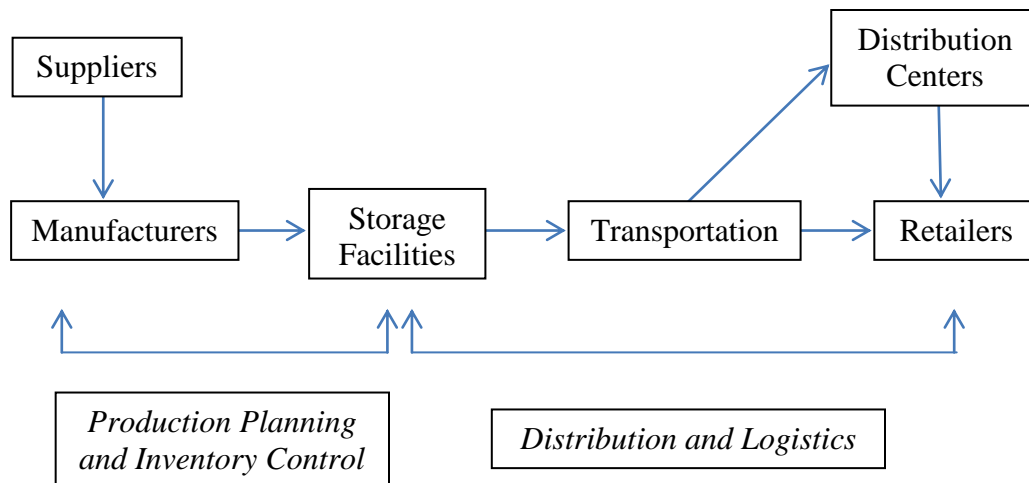 Suppliers
Distribution
Centers
Manufacturers
Storage
Facilities
Transportation
Retailers
Production Planning
and Inventory Control
Distribution and Logistics